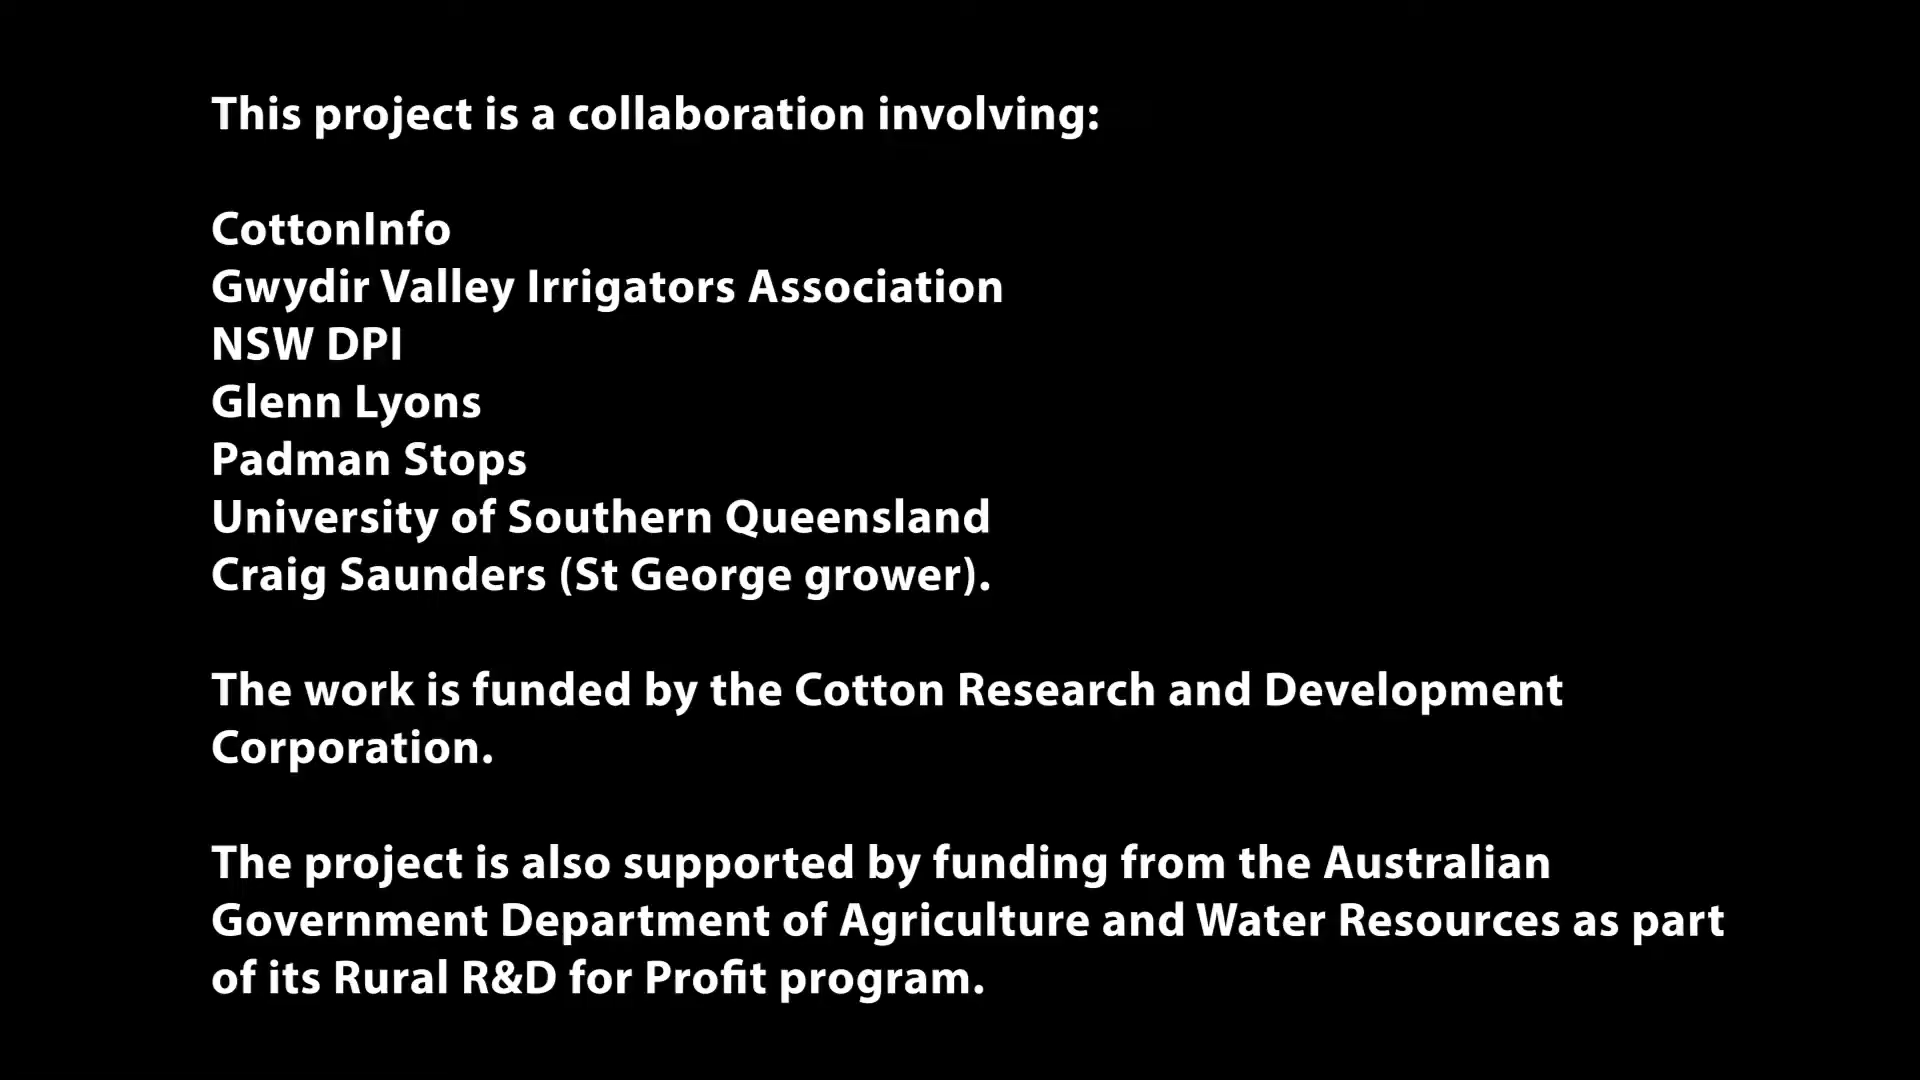 This project is a collaboration involving:
CottonInfo
Gwydir Valley Irrigators Association
NSW DPI
Glenn Lyons
Padman Stops
University of Southern Queensland
Craig Saunders (St George grower).
The work is funded by the Cotton Research and Development
Corporation.
The project is also supported by funding from the Australian
Government Department of Agriculture and Water Resources as part
of its Rural R&D for Profit program.